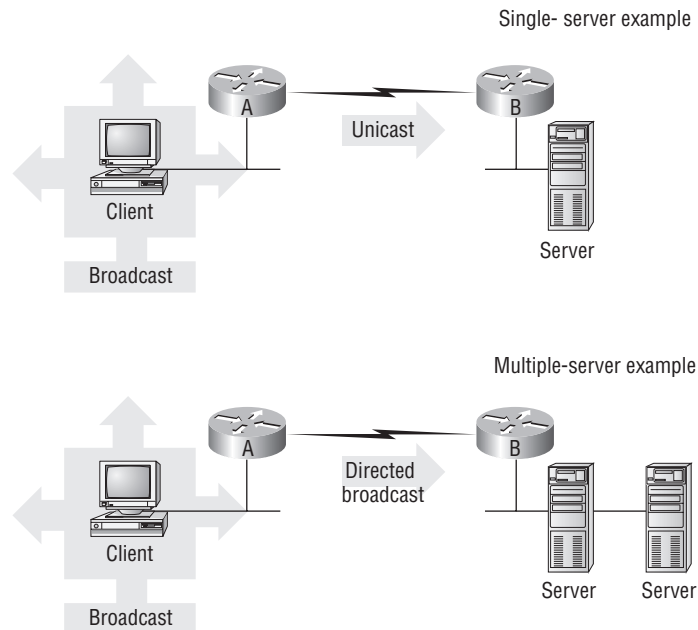 Single- server example
A
B
Unicast
Client
Server
Broadcast
Multiple-server example
A
B
Directed
broadcast
Client
Server
Server
Broadcast